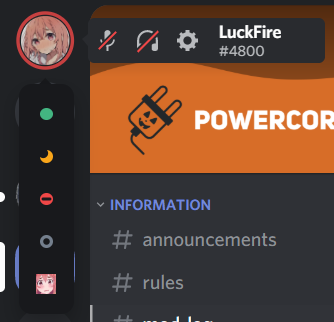 LuckFire
#4800
POWERCOR
INFORMATION
announcements
rules